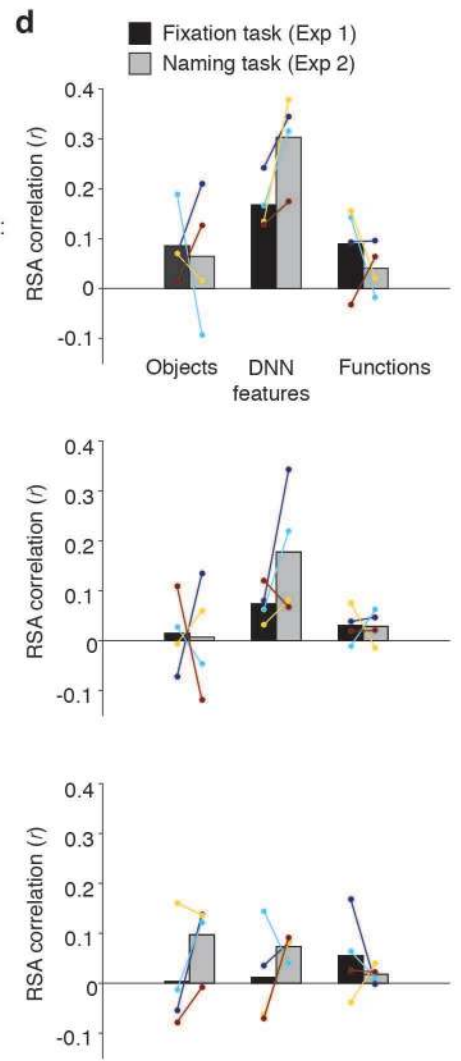 d
Fixation task (Exp 1)
Naming task (Exp 2)
RSA correlation (r)
0.4
0.3
0.2
0.1
0
-0.1
Objects
DNN
features
Functions
RSA correlation (r)
0.4
0.3
0.2
0.1
0
-0.1
RSA correlation (r)
0.4
0.3
0.2
0.1
0
-0.1